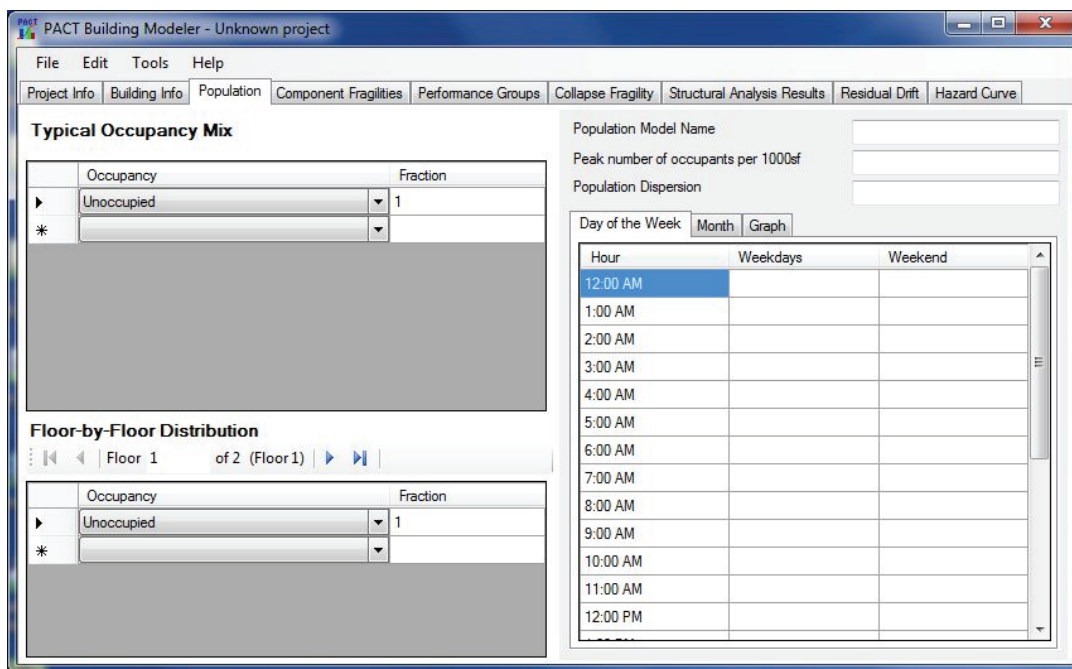 PACT Building Modeler - Unknown project
File Edit Tools Help
Project Info Building Info Population Component Fragilities Performance Groups Collapse Fragility Structural Analysis Results Residual Drift Hazard Curve
Typical Occupancy Mix
Occupancy Fraction
Unoccupied 1
Floor-by-Floor Distribution
Floor 1 of 2 (Floor 1)
Occupancy Fraction
Unoccupied 1
Population Model Name
Peak number of occupants per 1000sf
Population Dispersion
Day of the Week Month Graph
Hour Weekdays Weekend
12:00 AM
1:00 AM
2:00 AM
3:00 AM
4:00 AM
5:00 AM
6:00 AM
7:00 AM
8:00 AM
9:00 AM
10:00 AM
11:00 AM
12:00 PM